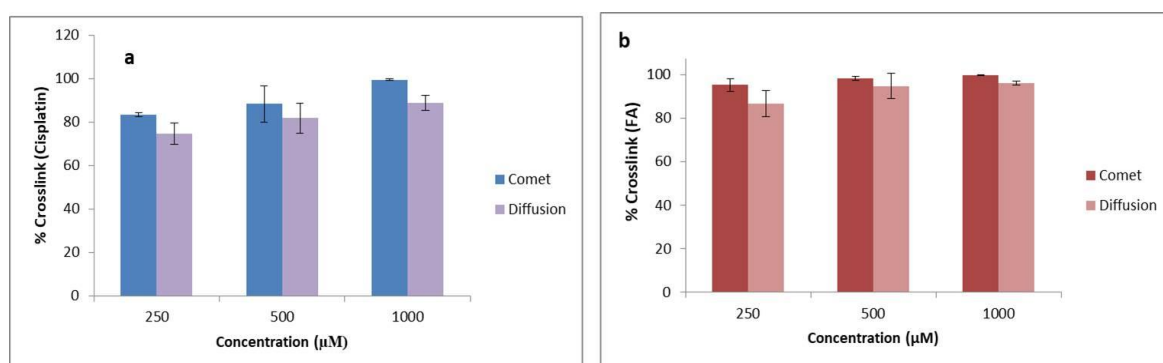 a
% Crosslink (Cisplatin)
120
100
80
60
40
20
0
250
500
1000
Concentration (µM)
Comet
Diffusion
b
% Crosslink (FA)
100
80
60
40
20
0
250
500
1000
Concentration (µM)
Comet
Diffusion